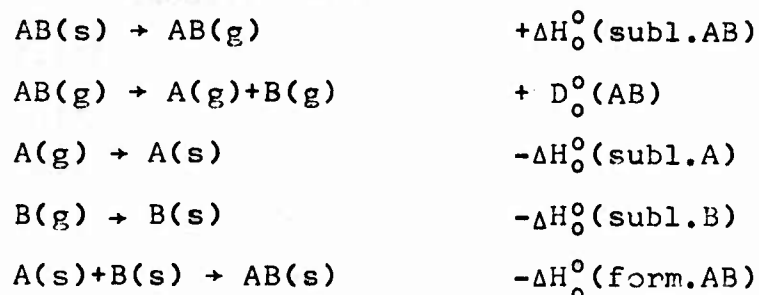 AB(s) → AB(g) +ΔH°₀(subl.AB)
AB(g) → A(g)+B(g) + D°₀(AB)
A(g) → A(s) -ΔH°₀(subl.A)
B(g) → B(s) -ΔH°₀(subl.B)
A(s)+B(s) → AB(s) -ΔH°₀(form.AB)